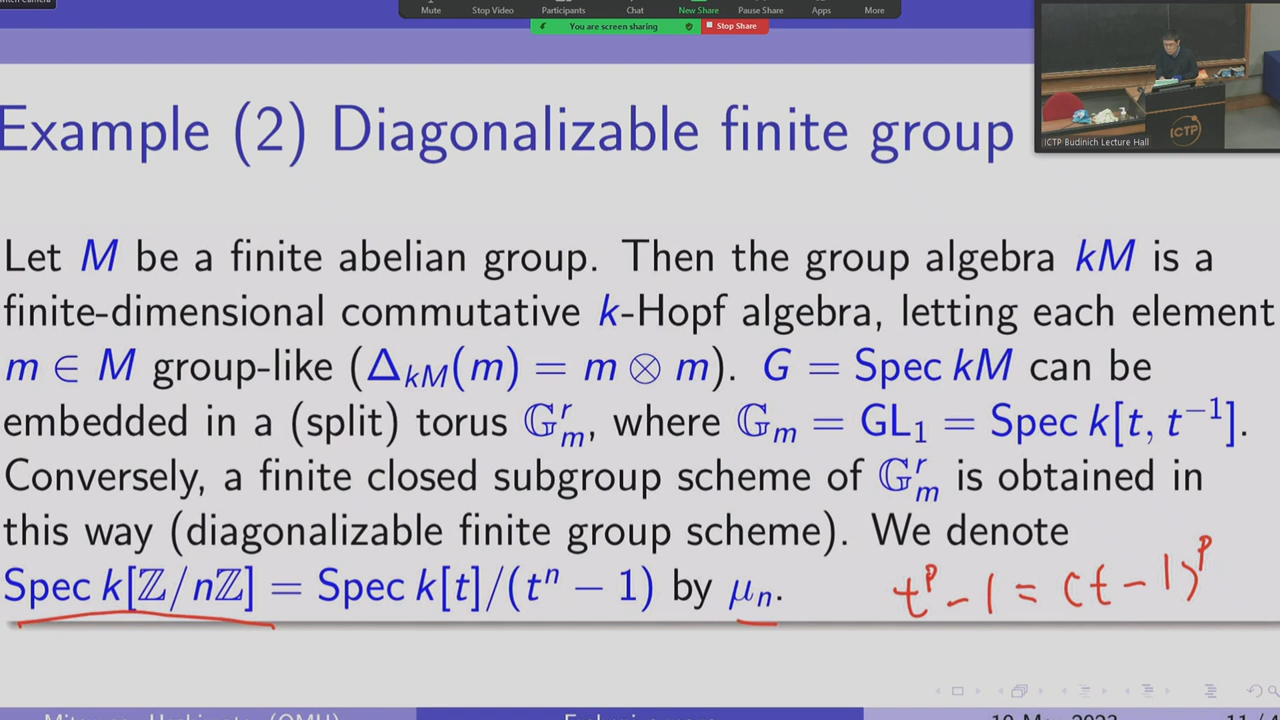 Mute Stop Video Participants Chat New Share Pause Share Apps More
You are screen sharing Stop Share
ICTP
ICTP Budinich Lecture Hall
Example (2) Diagonalizable finite group
Let M be a finite abelian group. Then the group algebra kM is a
finite-dimensional commutative k-Hopf algebra, letting each element
m ∈ M group-like (Δ_{kM}(m) = m ⊗ m). G = Spec kM can be
embedded in a (split) torus 𝔾_m^r, where 𝔾_m = GL₁ = Spec k[t, t⁻¹].
Conversely, a finite closed subgroup scheme of 𝔾_m^r is obtained in
this way (diagonalizable finite group scheme). We denote
Spec k[ℤ/nℤ] = Spec k[t]/(tⁿ − 1) by μₙ.
t^p − 1 = (t − 1)^p